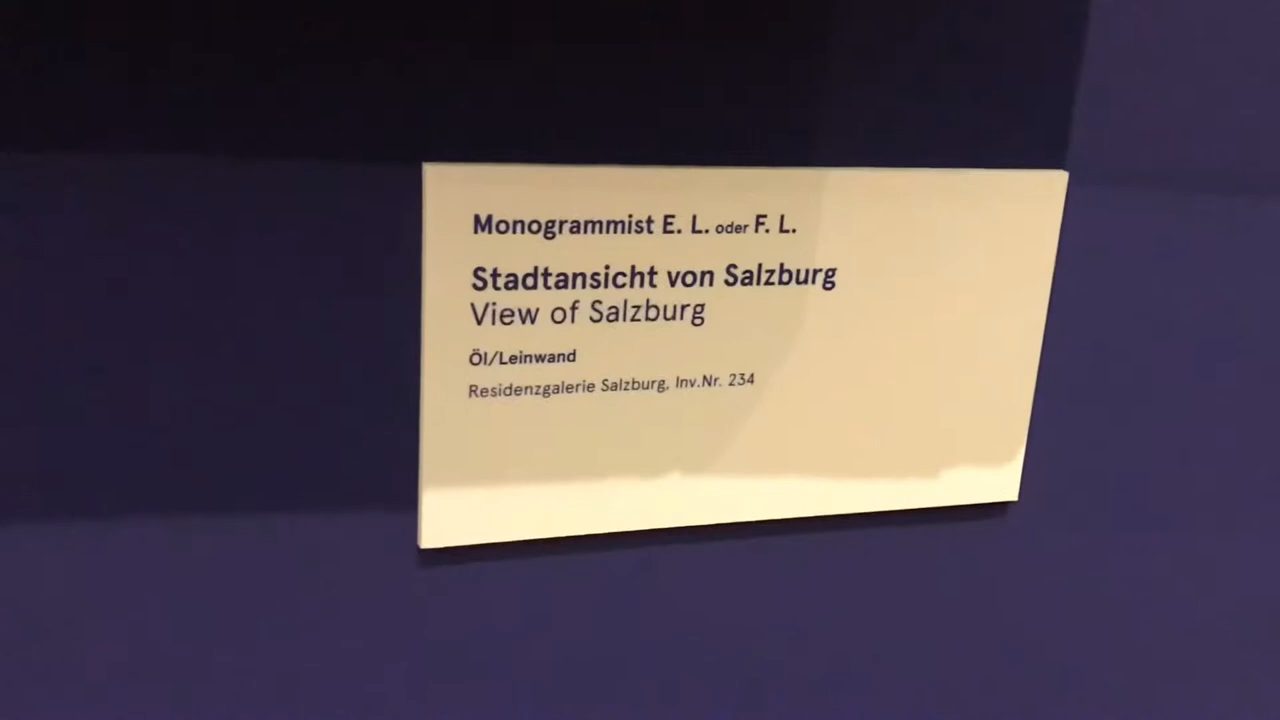 Monogrammist E. L. oder F. L.
Stadtansicht von Salzburg
View of Salzburg
Öl/Leinwand
Residenzgalerie Salzburg, Inv.Nr. 234